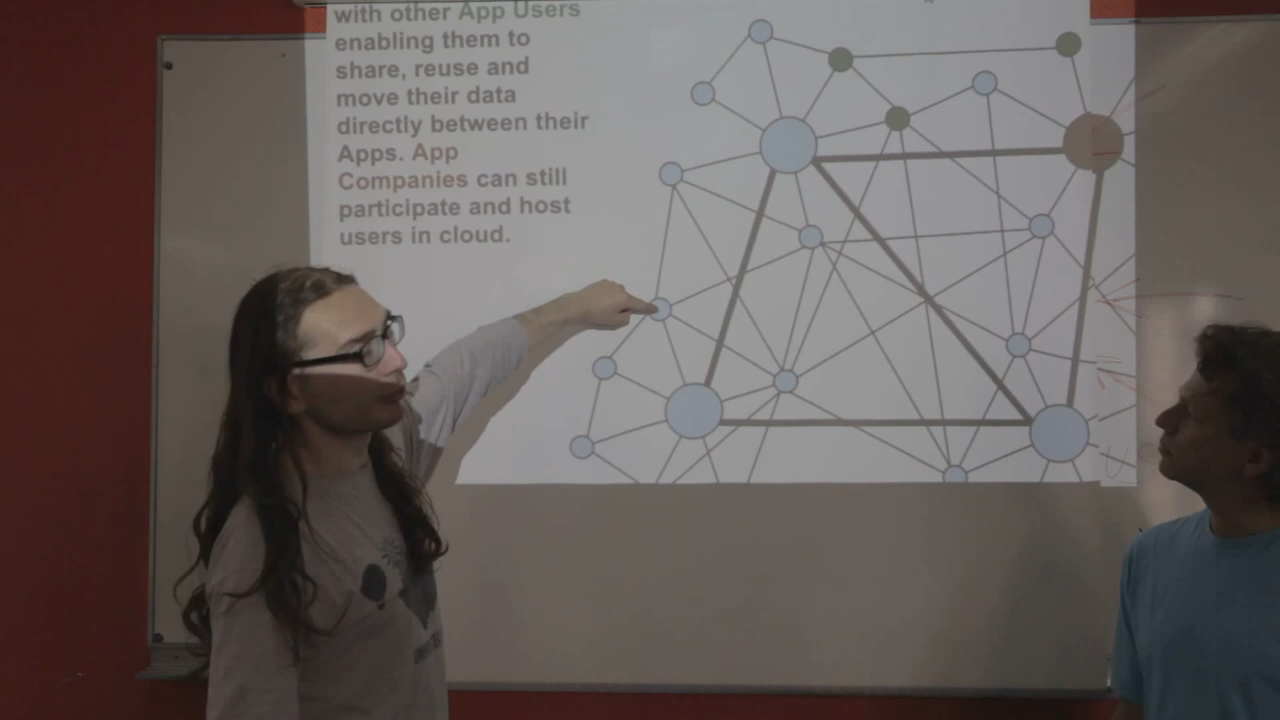 with other App Users
enabling them to
share, reuse and
move their data
directly between their
Apps. App
Companies can still
participate and host
users in cloud.